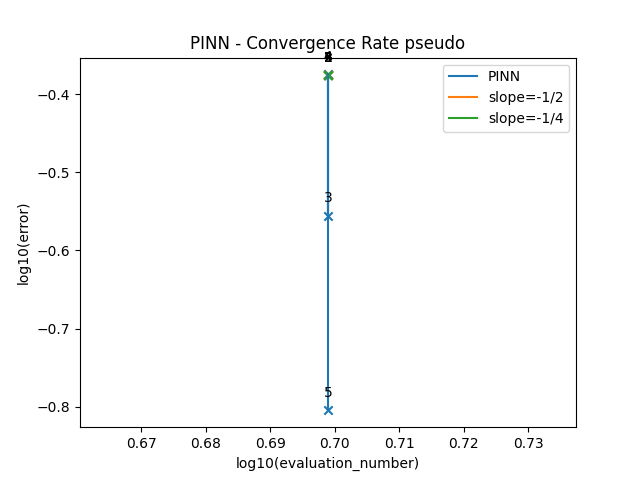 PINN - Convergence Rate pseudo
PINN
slope=-1/2
slope=-1/4
3
5
log10(error)
−0.4
−0.5
−0.6
−0.7
−0.8
0.67 0.68 0.69 0.70 0.71 0.72 0.73
log10(evaluation_number)